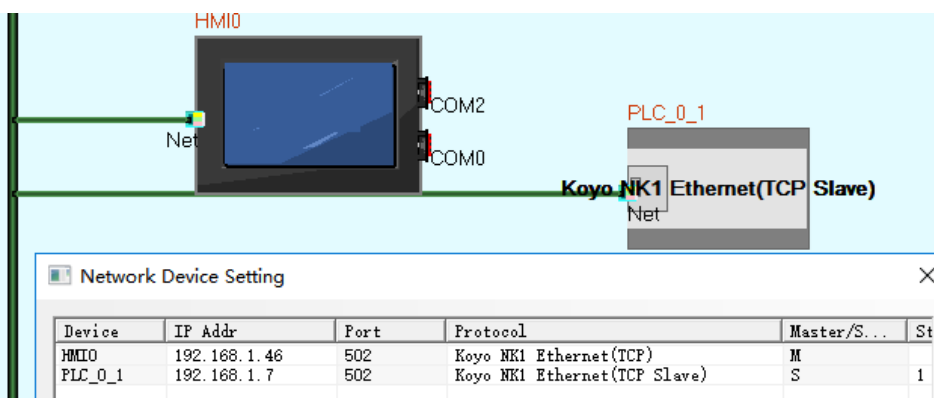 HMI0
COM2
PLC_0_1
Net
COM0
Koyo NK1 Ethernet(TCP Slave)
Net
Network Device Setting
Device IP Addr Port Protocol Master/S... St
HMI0 192.168.1.46 502 Koyo NK1 Ethernet(TCP) M
PLC_0_1 192.168.1.7 502 Koyo NK1 Ethernet(TCP Slave) S 1